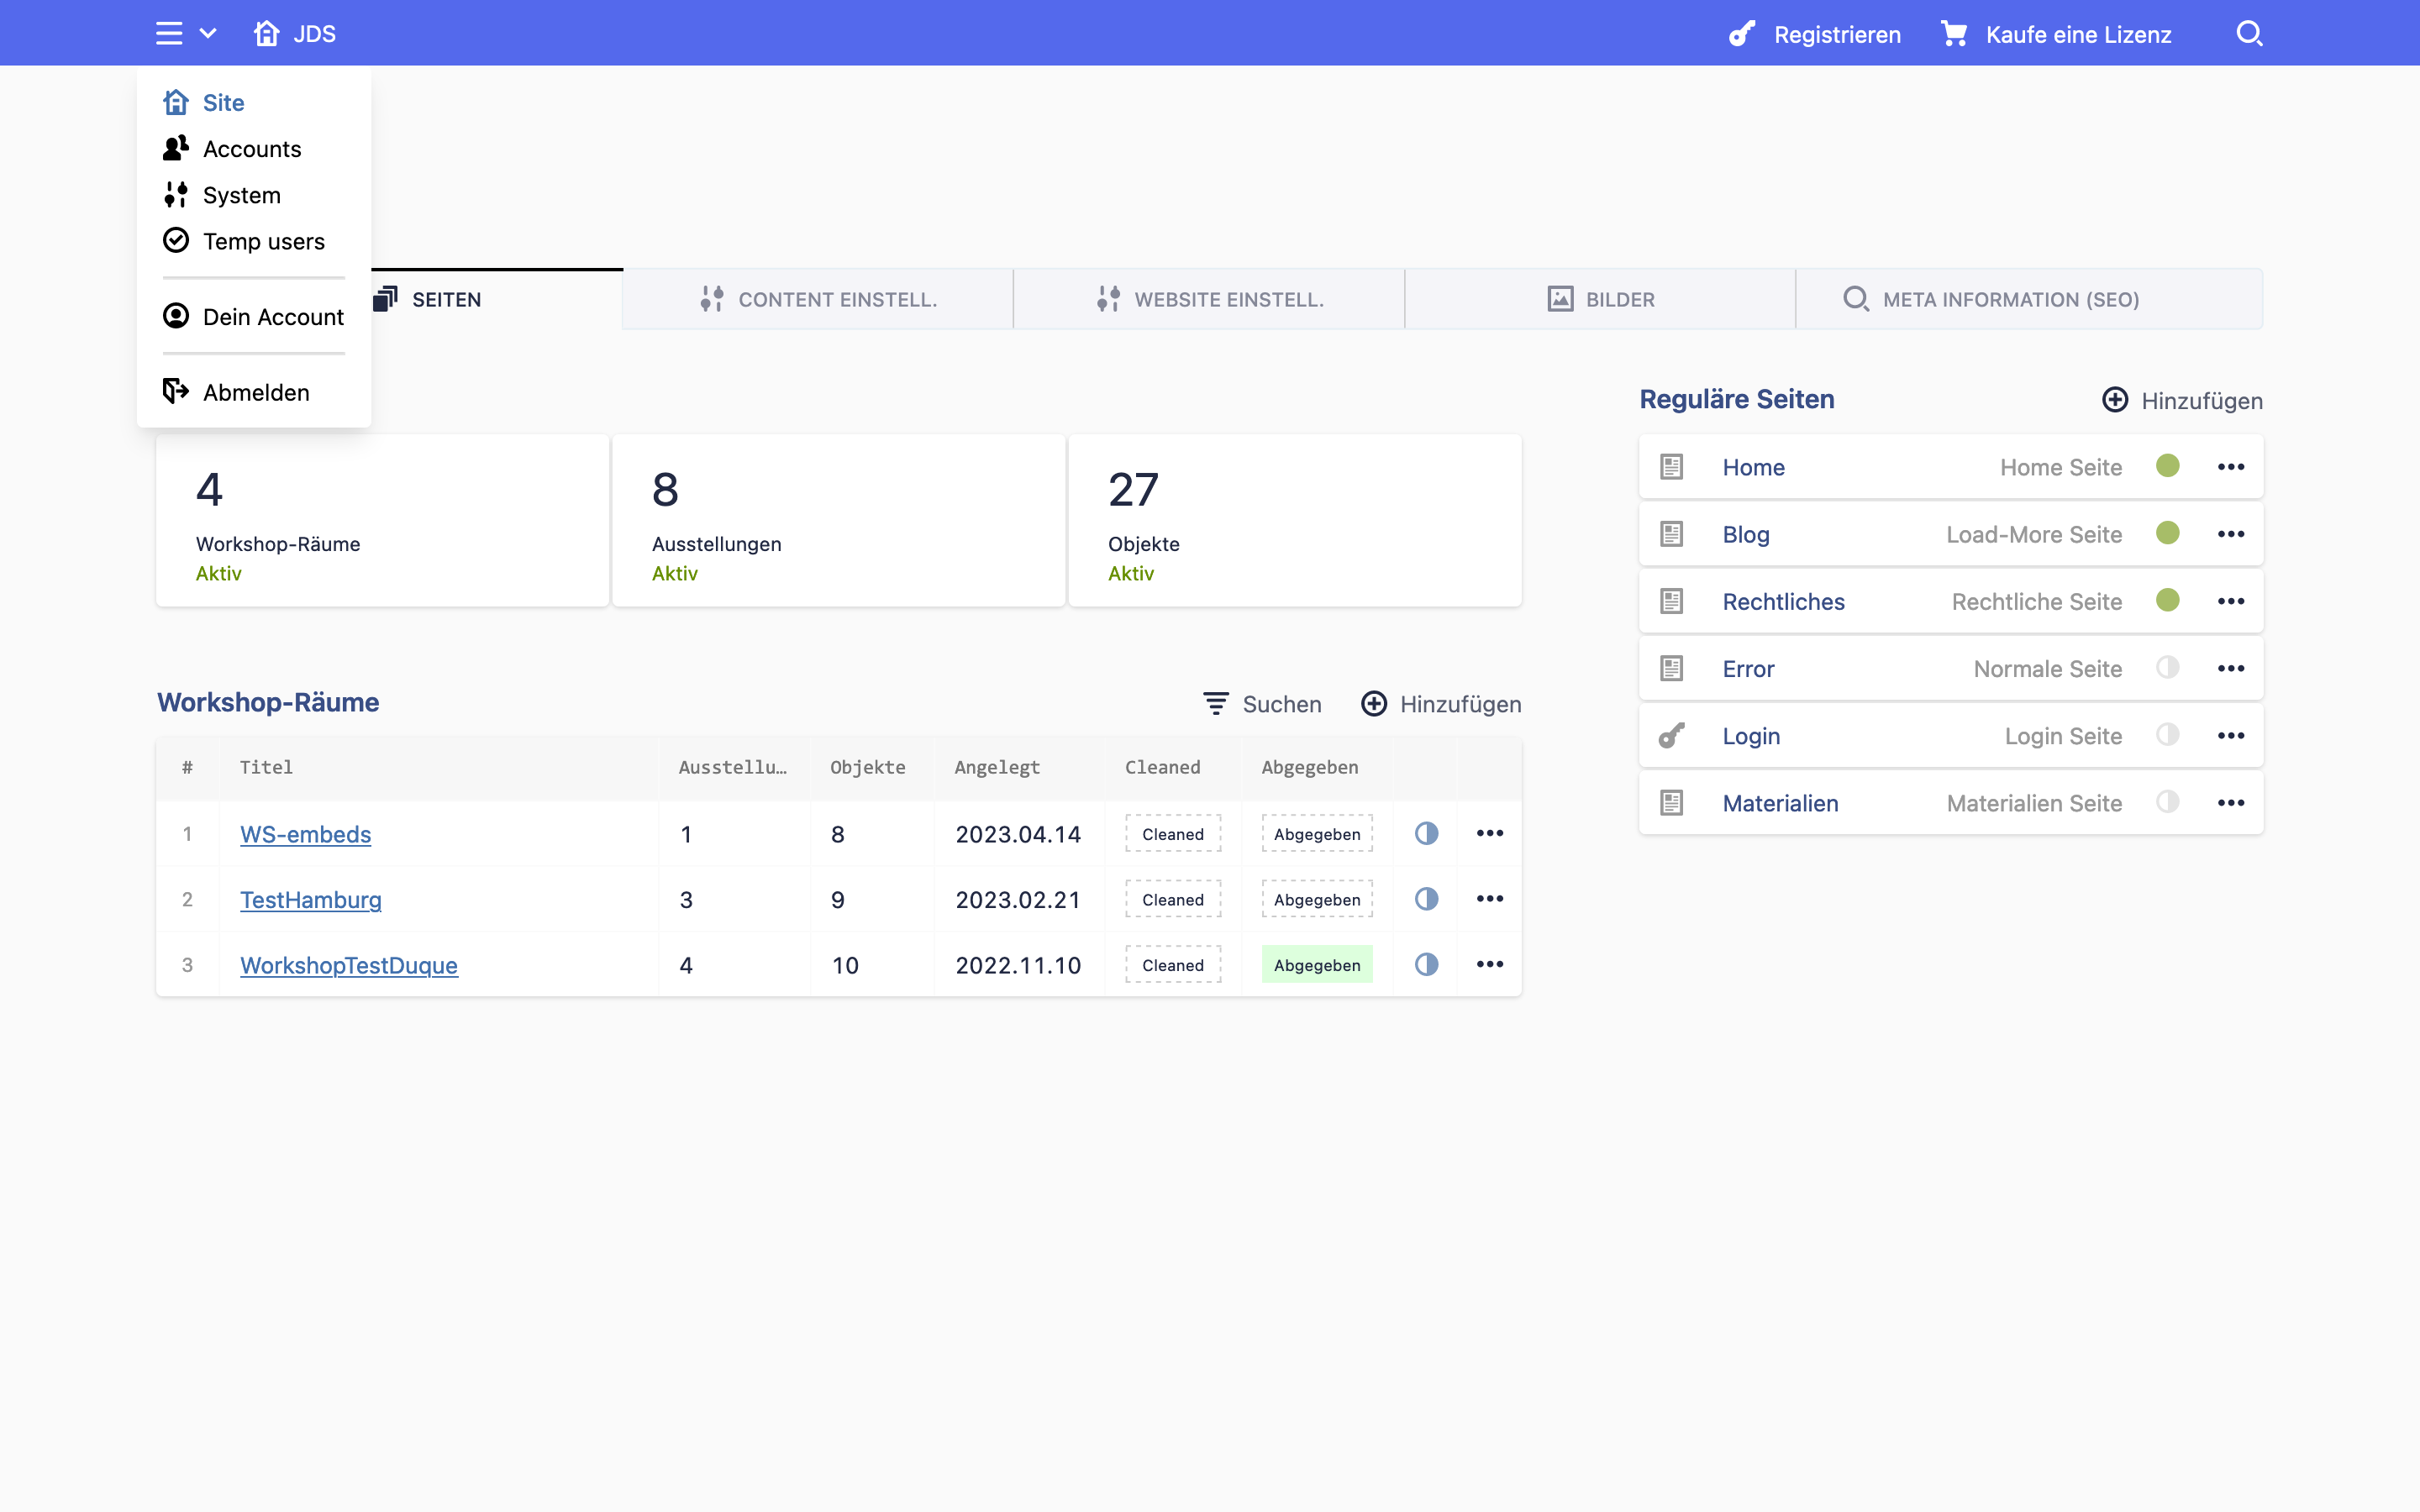 JDS
Registrieren
Kaufe eine Lizenz
Site
Accounts
System
Temp users
Dein Account
Abmelden
SEITEN
CONTENT EINSTELL.
WEBSITE EINSTELL.
BILDER
META INFORMATION (SEO)
4
Workshop-Räume
Aktiv
8
Ausstellungen
Aktiv
27
Objekte
Aktiv
Workshop-Räume
Suchen
Hinzufügen
# Titel Ausstellu… Objekte Angelegt Cleaned Abgegeben
1 WS-embeds 1 8 2023.04.14 Cleaned Abgegeben
2 TestHamburg 3 9 2023.02.21 Cleaned Abgegeben
3 WorkshopTestDuque 4 10 2022.11.10 Cleaned Abgegeben
Reguläre Seiten
Hinzufügen
Home Home Seite
Blog Load-More Seite
Rechtliches Rechtliche Seite
Error Normale Seite
Login Login Seite
Materialien Materialien Seite